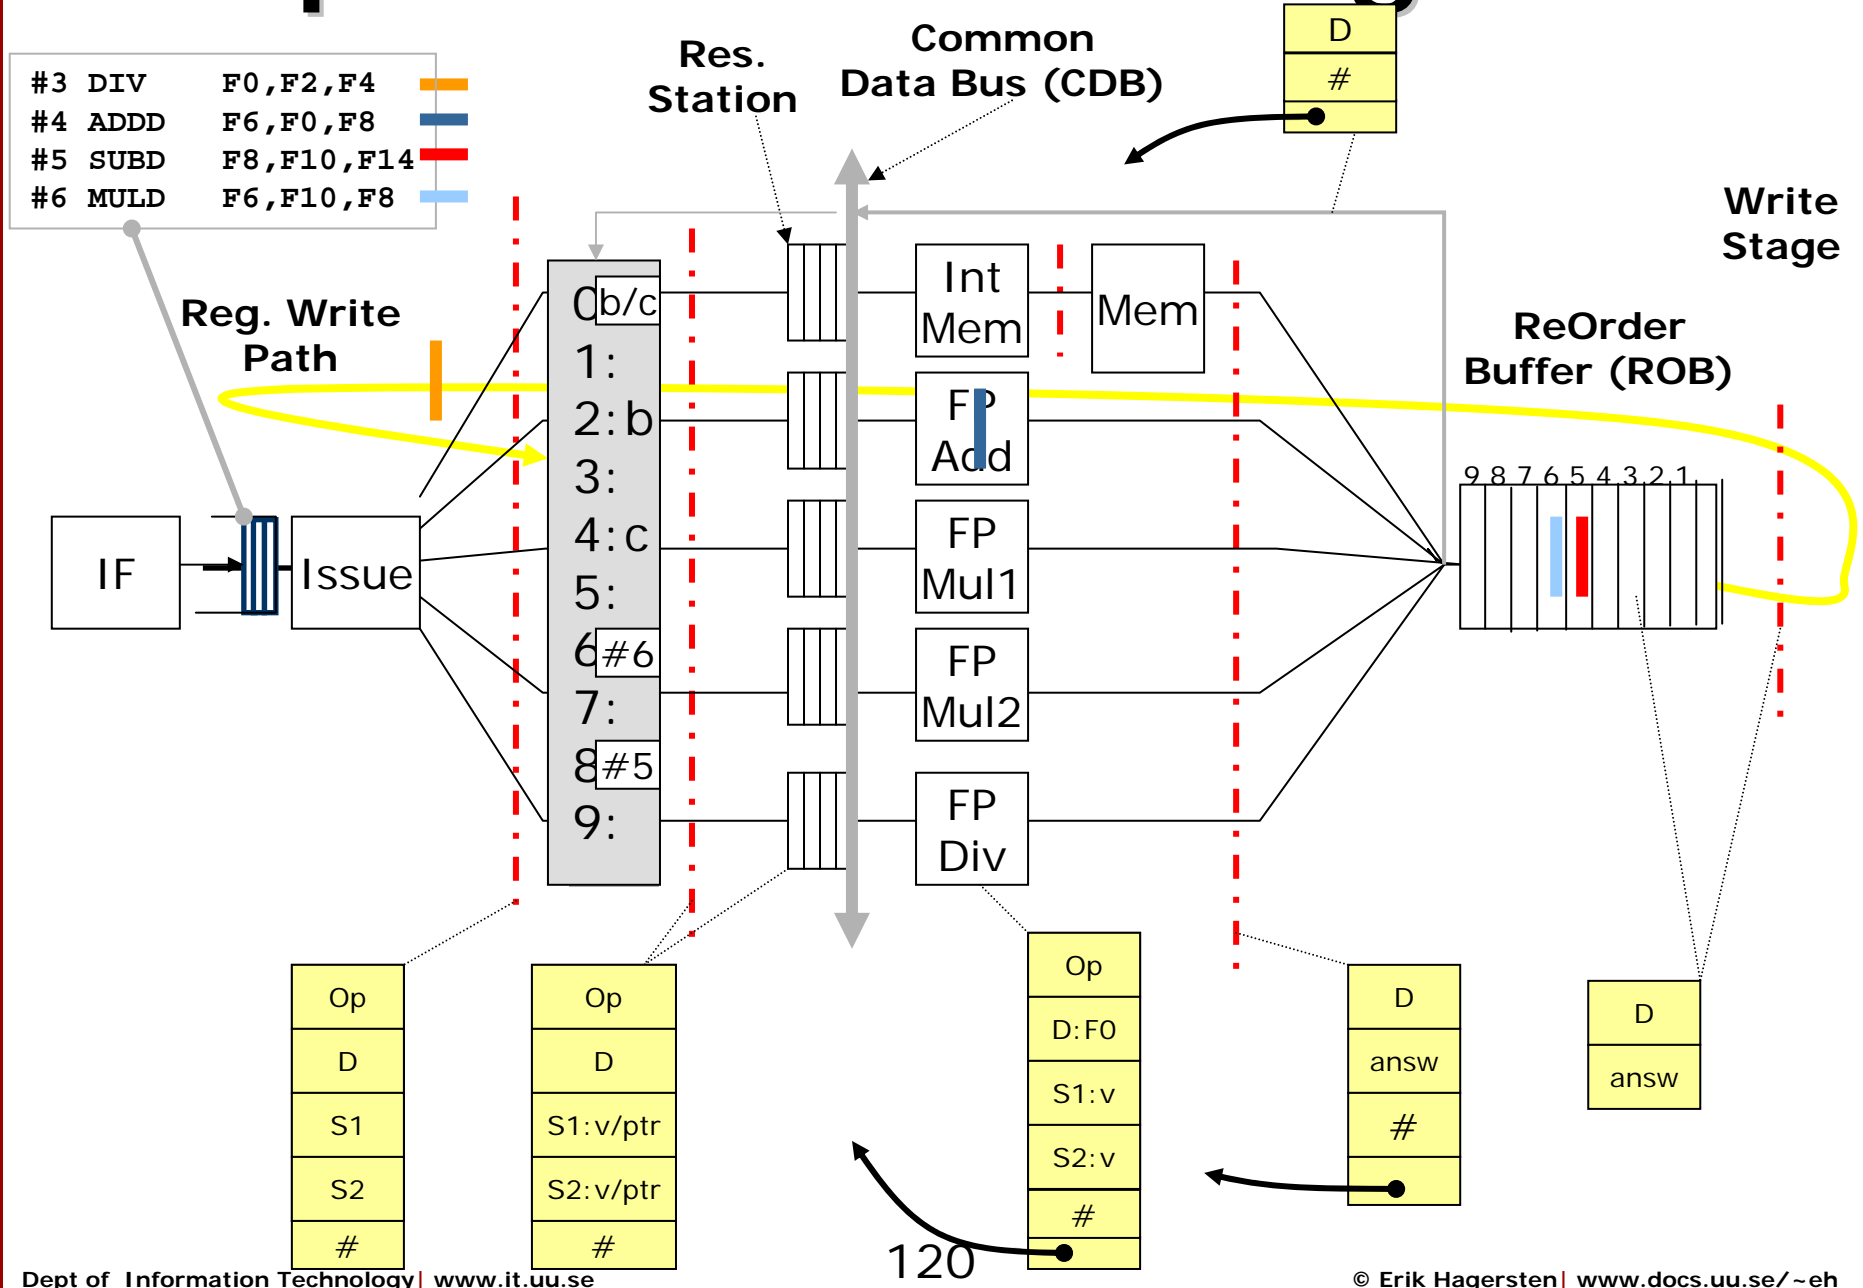 #3 DIV F0,F2,F4
#4 ADDD F6,F0,F8
#5 SUBD F8,F10,F14
#6 MULD F6,F10,F8
Res.
Station
Common
Data Bus (CDB)
D
#
Write
Stage
Reg. Write
Path
ReOrder
Buffer (ROB)
IF
Issue
0 b/c
1:
2: b
3:
4: c
5:
6 #6
7:
8 #5
9:
Int
Mem
Mem
FP
Add
FP
Mul1
FP
Mul2
FP
Div
9 8 7 6 5 4 3 2 1
Op
D
S1
S2
#
Op
D
S1:v/ptr
S2:v/ptr
#
Op
D:F0
S1:v
S2:v
#
D
answ
#
D
answ
120
Dept of Information Technology| www.it.uu.se
© Erik Hagersten| www.docs.uu.se/~eh